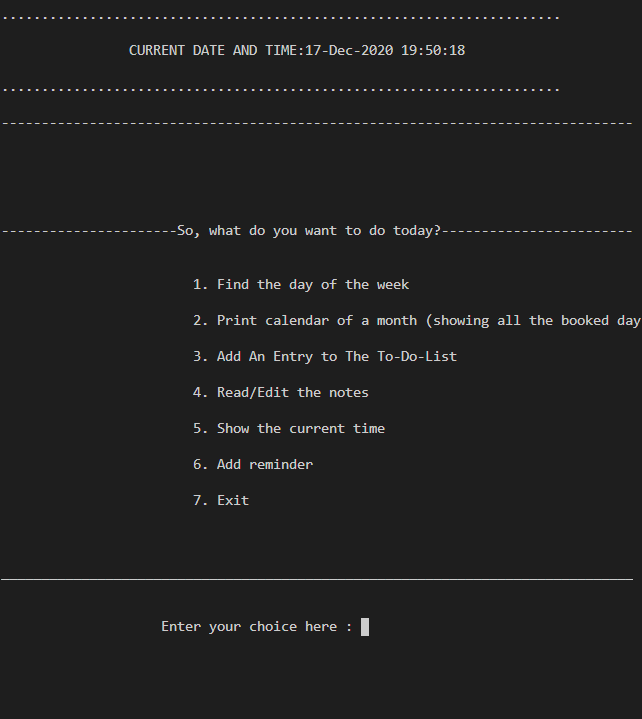 ......................................................................
CURRENT DATE AND TIME:17-Dec-2020 19:50:18
......................................................................
-------------------------------------------------------------------------------
----------------------So, what do you want to do today?------------------------
1. Find the day of the week
2. Print calendar of a month (showing all the booked day
3. Add An Entry to The To-Do-List
4. Read/Edit the notes
5. Show the current time
6. Add reminder
7. Exit
_______________________________________________________________________________
Enter your choice here :